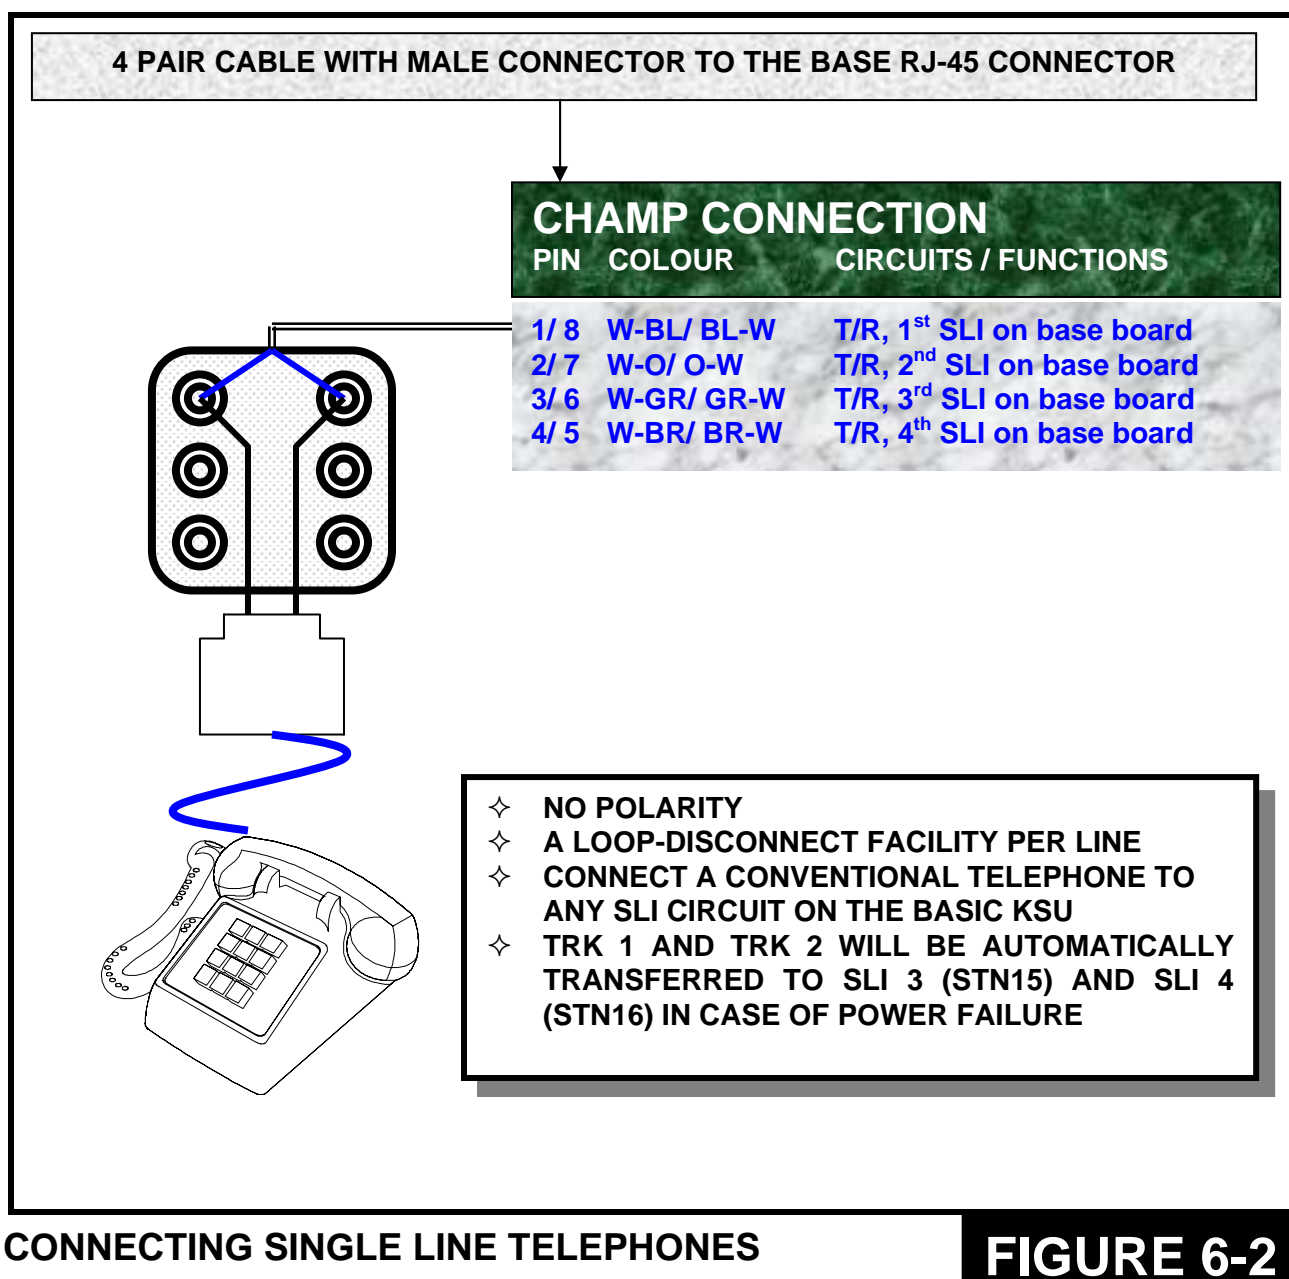 4 PAIR CABLE WITH MALE CONNECTOR TO THE BASE RJ-45 CONNECTOR
CHAMP CONNECTION
PIN COLOUR CIRCUITS / FUNCTIONS
1/ 8 W-BL/ BL-W T/R, 1st SLI on base board
2/ 7 W-O/ O-W T/R, 2nd SLI on base board
3/ 6 W-GR/ GR-W T/R, 3rd SLI on base board
4/ 5 W-BR/ BR-W T/R, 4th SLI on base board
✧ NO POLARITY
✧ A LOOP-DISCONNECT FACILITY PER LINE
✧ CONNECT A CONVENTIONAL TELEPHONE TO
ANY SLI CIRCUIT ON THE BASIC KSU
✧ TRK 1 AND TRK 2 WILL BE AUTOMATICALLY
TRANSFERRED TO SLI 3 (STN15) AND SLI 4
(STN16) IN CASE OF POWER FAILURE
CONNECTING SINGLE LINE TELEPHONES
FIGURE 6-2